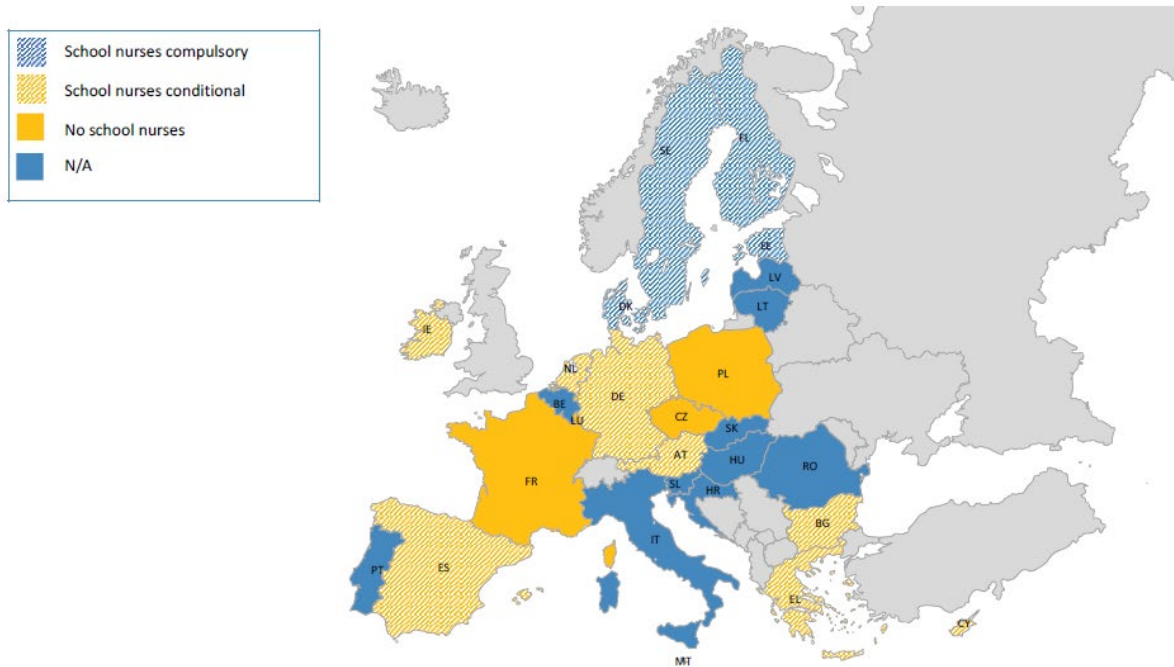 School nurses compulsory
School nurses conditional
No school nurses
N/A
SE
FL
EE
LV
DK
LT
IE
NL
PL
DE
BE
CZ
LU
SK
AT
HU
RO
FR
SL
HR
BG
IT
ES
PT
EL
CY
MT